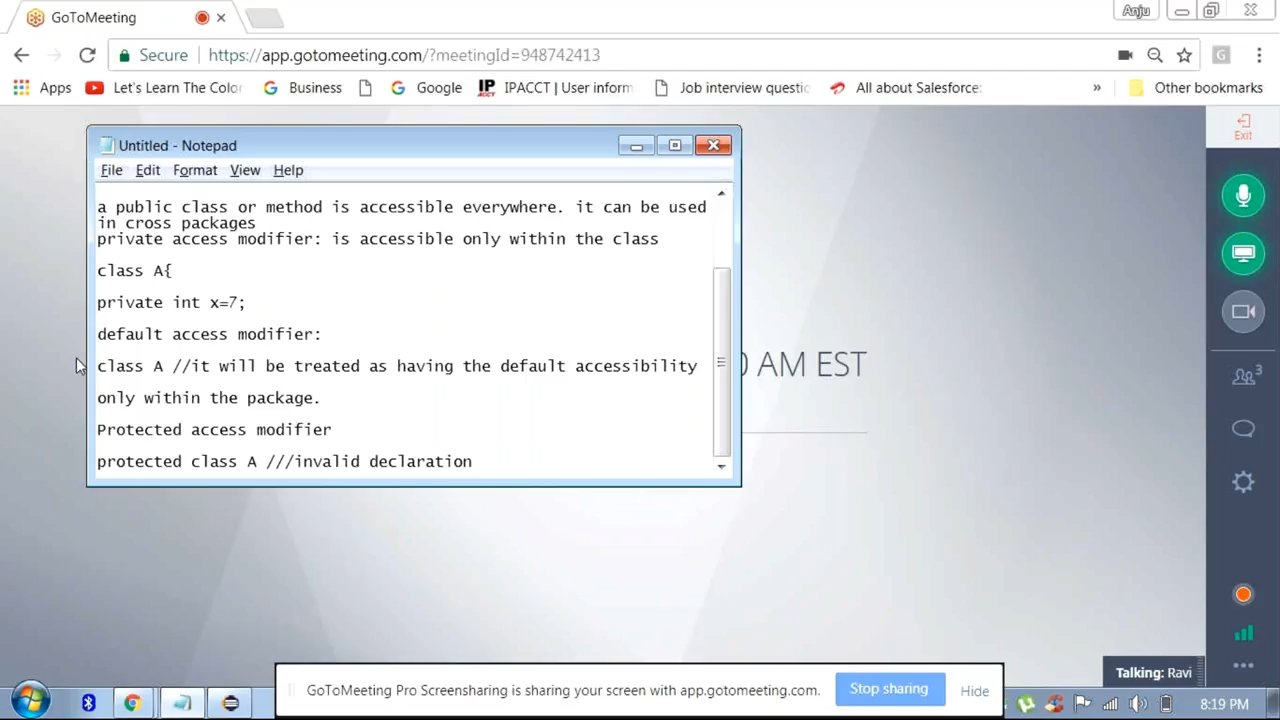 GoToMeeting
Anju
Secure https://app.gotomeeting.com/?meetingId=948742413
Apps Let's Learn The Color Business Google IPACCT | User inform Job interview questio All about Salesforce: » Other bookmarks
Exit
Untitled - Notepad
File Edit Format View Help
a public class or method is accessible everywhere. it can be used
in cross packages
private access modifier: is accessible only within the class
class A{
private int x=7;
default access modifier:
class A //it will be treated as having the default accessibility
only within the package.
Protected access modifier
protected class A ///invalid declaration
AM EST
3
Talking: Ravi
GoToMeeting Pro Screensharing is sharing your screen with app.gotomeeting.com. Stop sharing Hide
8:19 PM